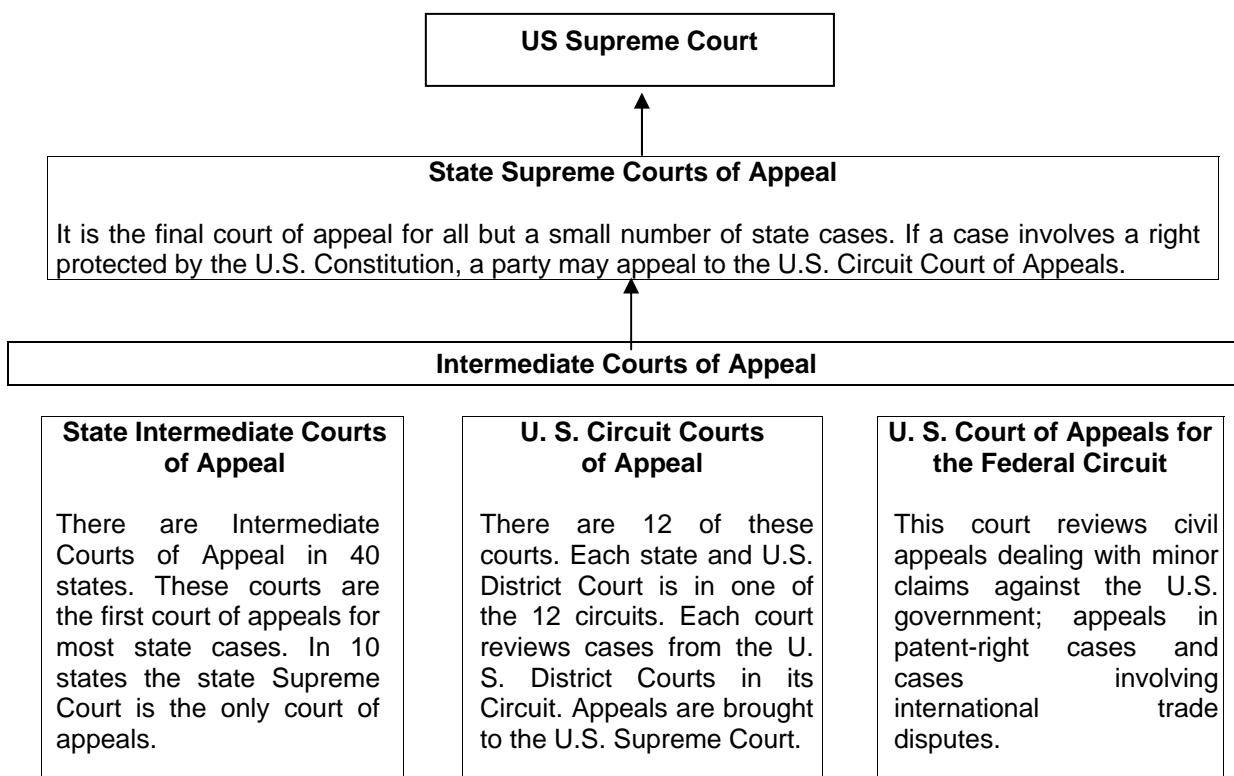 US Supreme Court
State Supreme Courts of Appeal
It is the final court of appeal for all but a small number of state cases. If a case involves a right
protected by the U.S. Constitution, a party may appeal to the U.S. Circuit Court of Appeals.
Intermediate Courts of Appeal
State Intermediate Courts
of Appeal
There are Intermediate
Courts of Appeal in 40
states. These courts are
the first court of appeals for
most state cases. In 10
states the state Supreme
Court is the only court of
appeals.
U. S. Circuit Courts
of Appeal
There are 12 of these
courts. Each state and U.S.
District Court is in one of
the 12 circuits. Each court
reviews cases from the U.
S. District Courts in its
Circuit. Appeals are brought
to the U.S. Supreme Court.
U. S. Court of Appeals for
the Federal Circuit
This court reviews civil
appeals dealing with minor
claims against the U.S.
government; appeals in
patent-right cases and
cases involving
international trade
disputes.